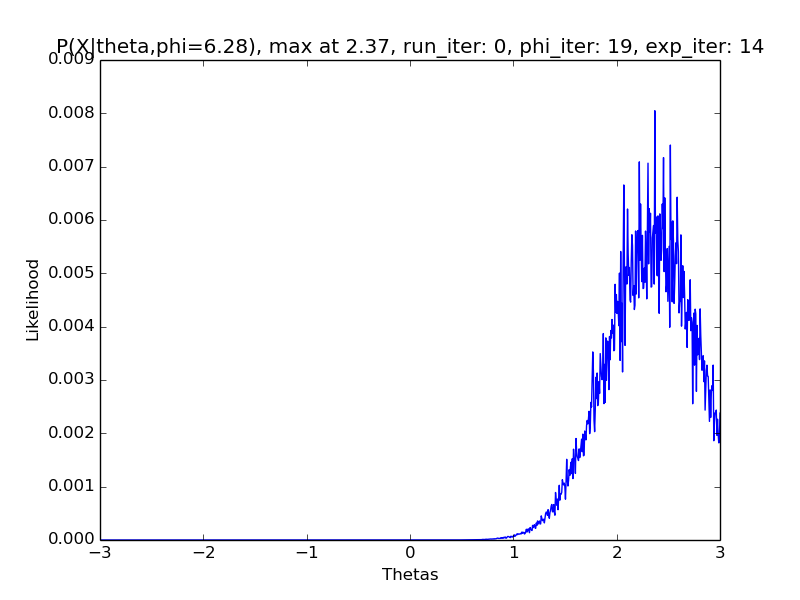 P(X|theta,phi=6.28), max at 2.37, run_iter: 0, phi_iter: 19, exp_iter: 14
0.009
0.008
0.007
0.006
0.005
0.004
0.003
0.002
0.001
0.000
Likelihood
−3 −2 −1 0 1 2 3
Thetas